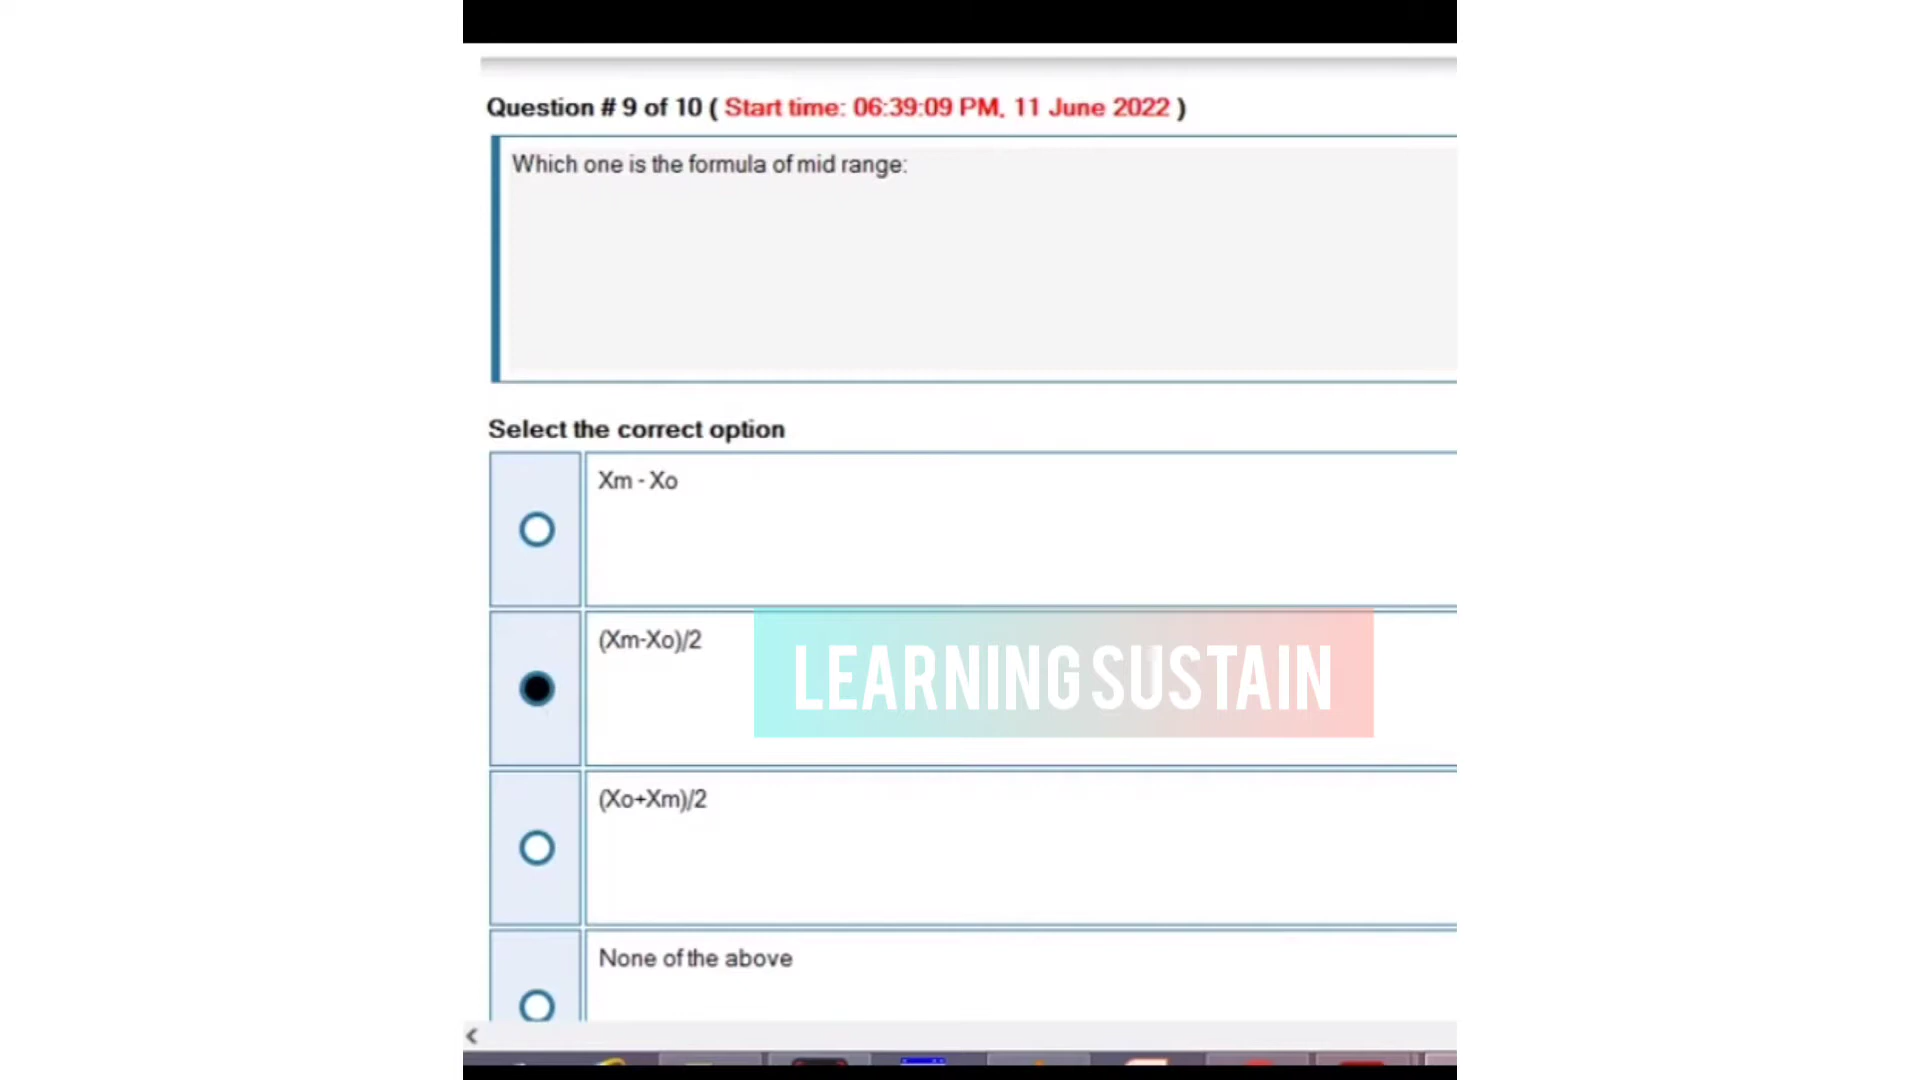 Question # 9 of 10 ( Start time: 06:39:09 PM, 11 June 2022 )
Which one is the formula of mid range:
Select the correct option
Xm - Xo
(Xm-Xo)/2
LEARNING SUSTAIN
(Xo+Xm)/2
None of the above